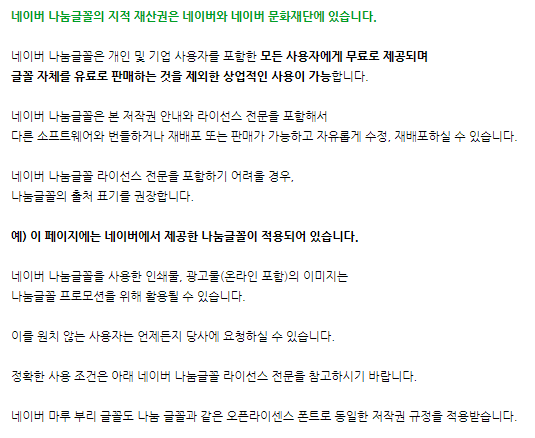 네이버 나눔글꼴의 지적 재산권은 네이버와 네이버 문화재단에 있습니다.
네이버 나눔글꼴은 개인 및 기업 사용자를 포함한 모든 사용자에게 무료로 제공되며
글꼴 자체를 유료로 판매하는 것을 제외한 상업적인 사용이 가능합니다.
네이버 나눔글꼴은 본 저작권 안내와 라이선스 전문을 포함해서
다른 소프트웨어와 번들하거나 재배포 또는 판매가 가능하고 자유롭게 수정, 재배포하실 수 있습니다.
네이버 나눔글꼴 라이선스 전문을 포함하기 어려울 경우,
나눔글꼴의 출처 표기를 권장합니다.
예) 이 페이지에는 네이버에서 제공한 나눔글꼴이 적용되어 있습니다.
네이버 나눔글꼴을 사용한 인쇄물, 광고물(온라인 포함)의 이미지는
나눔글꼴 프로모션을 위해 활용될 수 있습니다.
이를 원치 않는 사용자는 언제든지 당사에 요청하실 수 있습니다.
정확한 사용 조건은 아래 네이버 나눔글꼴 라이선스 전문을 참고하시기 바랍니다.
네이버 마루 부리 글꼴도 나눔 글꼴과 같은 오픈라이센스 폰트로 동일한 저작권 규정을 적용받습니다.